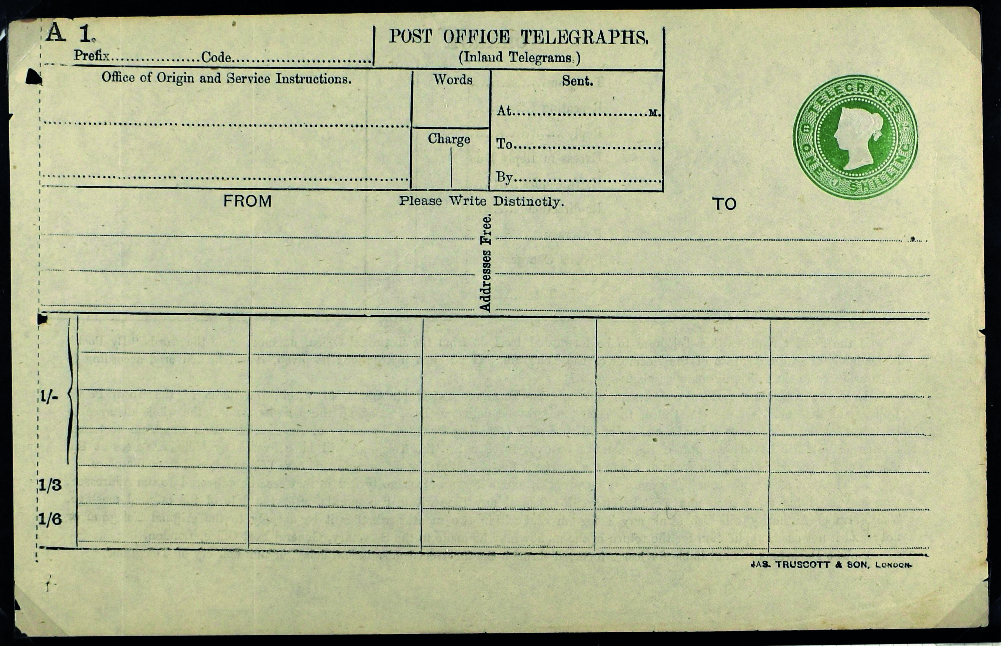 A 1.
Prefix....................Code................................
POST OFFICE TELEGRAPHS.
(Inland Telegrams.)
Office of Origin and Service Instructions.
Words
Charge
Sent.
At................................M.
To................................
By................................
TELEGRAPHS
ONE SHILLING
FROM
Please Write Distinctly.
TO
Addresses Free.
1/-
1/3
1/6
JAS. TRUSCOTT & SON, LONDON.